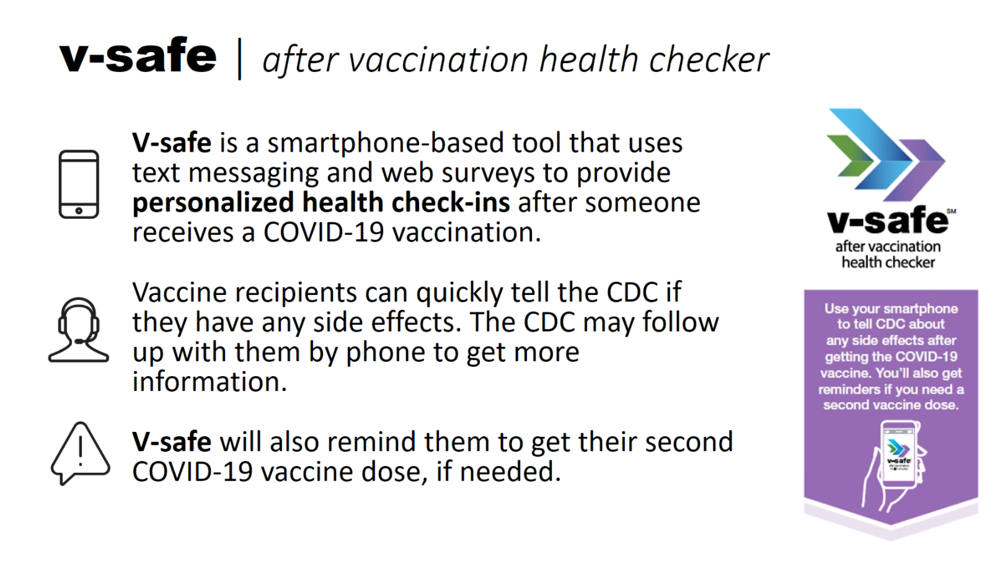 v-safe | after vaccination health checker
V-safe is a smartphone-based tool that uses
text messaging and web surveys to provide
personalized health check-ins after someone
receives a COVID-19 vaccination.
Vaccine recipients can quickly tell the CDC if
they have any side effects. The CDC may follow
up with them by phone to get more
information.
V-safe will also remind them to get their second
COVID-19 vaccine dose, if needed.
v-safe℠
after vaccination
health checker
Use your smartphone
to tell CDC about
any side effects after
getting the COVID-19
vaccine. You'll also get
reminders if you need a
second vaccine dose.
v-safe